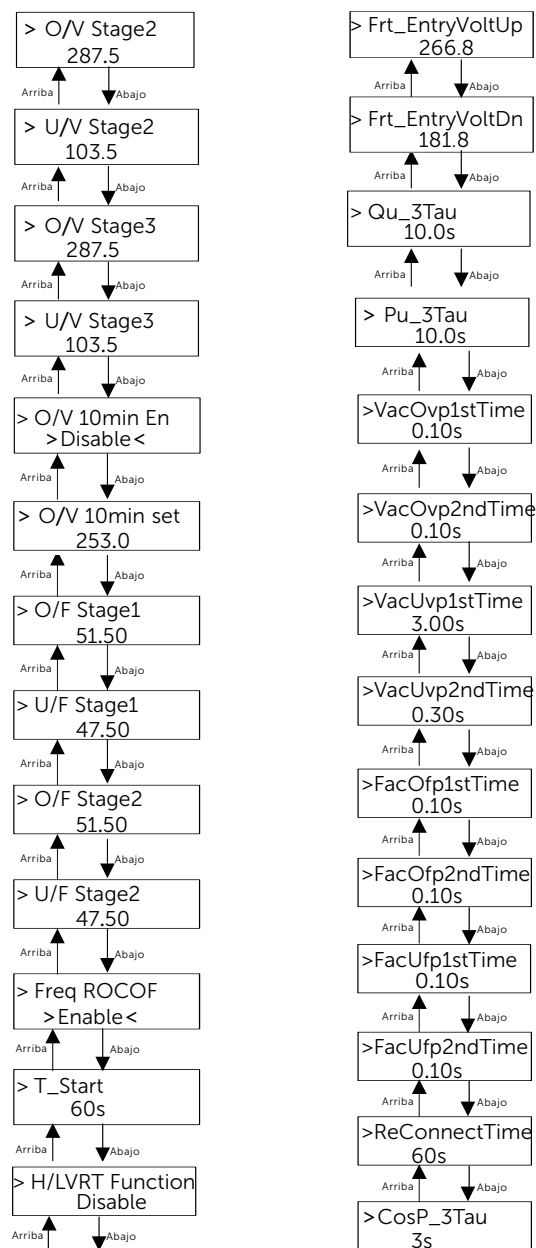 > O/V Stage2
287.5
Arriba Abajo
> U/V Stage2
103.5
Arriba Abajo
> O/V Stage3
287.5
Arriba Abajo
> U/V Stage3
103.5
Arriba Abajo
> O/V 10min En
>Disable<
Arriba Abajo
> O/V 10min set
253.0
Arriba Abajo
> O/F Stage1
51.50
Arriba Abajo
> U/F Stage1
47.50
Arriba Abajo
> O/F Stage2
51.50
Arriba Abajo
> U/F Stage2
47.50
Arriba Abajo
> Freq ROCOF
>Enable<
Arriba Abajo
> T_Start
60s
Arriba Abajo
> H/LVRT Function
Disable
Arriba Abajo
> Frt_EntryVoltUp
266.8
Arriba Abajo
> Frt_EntryVoltDn
181.8
Arriba Abajo
> Qu_3Tau
10.0s
Arriba Abajo
> Pu_3Tau
10.0s
Arriba Abajo
>VacOvp1stTime
0.10s
Arriba Abajo
>VacOvp2ndTime
0.10s
Arriba Abajo
>VacUvp1stTime
3.00s
Arriba Abajo
>VacUvp2ndTime
0.30s
Arriba Abajo
>FacOfp1stTime
0.10s
Arriba Abajo
>FacOfp2ndTime
0.10s
Arriba Abajo
>FacUfp1stTime
0.10s
Arriba Abajo
>FacUfp2ndTime
0.10s
Arriba Abajo
>ReConnectTime
60s
Arriba Abajo
>CosP_3Tau
3s